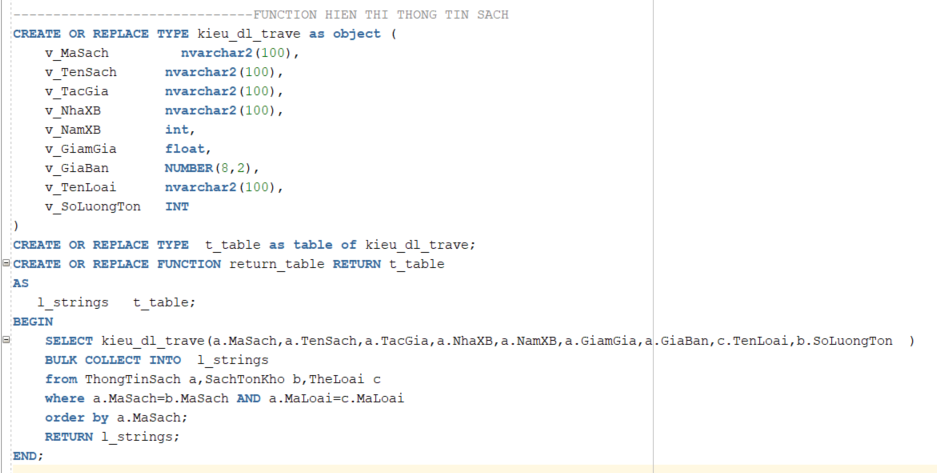 ------------------------------FUNCTION HIEN THI THONG TIN SACH
CREATE OR REPLACE TYPE kieu_dl_trave as object (
    v_MaSach         nvarchar2(100),
    v_TenSach      nvarchar2(100),
    v_TacGia       nvarchar2(100),
    v_NhaXB        nvarchar2(100),
    v_NamXB        int,
    v_GiamGia      float,
    v_GiaBan       NUMBER(8,2),
    v_TenLoai      nvarchar2(100),
    v_SoLuongTon   INT
)
CREATE OR REPLACE TYPE  t_table as table of kieu_dl_trave;
CREATE OR REPLACE FUNCTION return_table RETURN t_table
AS
   l_strings   t_table;
BEGIN
    SELECT kieu_dl_trave(a.MaSach,a.TenSach,a.TacGia,a.NhaXB,a.NamXB,a.GiamGia,a.GiaBan,c.TenLoai,b.SoLuongTon  )
    BULK COLLECT INTO  l_strings
    from ThongTinSach a,SachTonKho b,TheLoai c
    where a.MaSach=b.MaSach AND a.MaLoai=c.MaLoai
    order by a.MaSach;
    RETURN l_strings;
END;